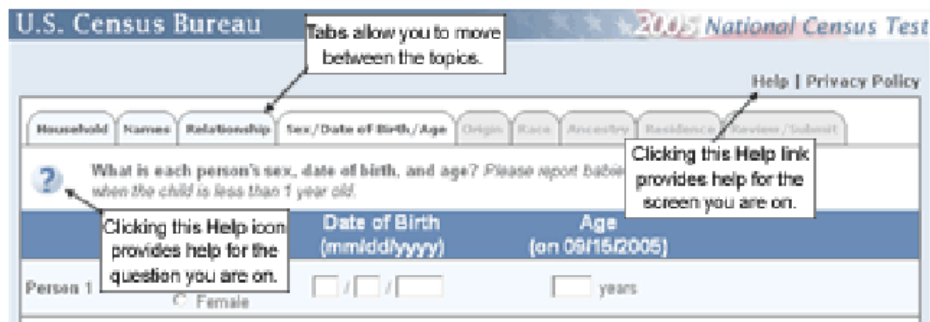 U.S. Census Bureau
2005 National Census Test
Tabs allow you to move
between the topics.
Help | Privacy Policy
Household Names Relationship Sex/Date of Birth/Age Origin Race Ancestry Residence Review/Submit
Clicking this Help link
provides help for the
screen you are on.
? What is each person's sex, date of birth, and age? Please report babies
when the child is less than 1 year old.
Clicking this Help icon
provides help for the
question you are on.
Date of Birth
(mm/dd/yyyy)
Age
(on 09/15/2005)
Person 1 / / years
Female